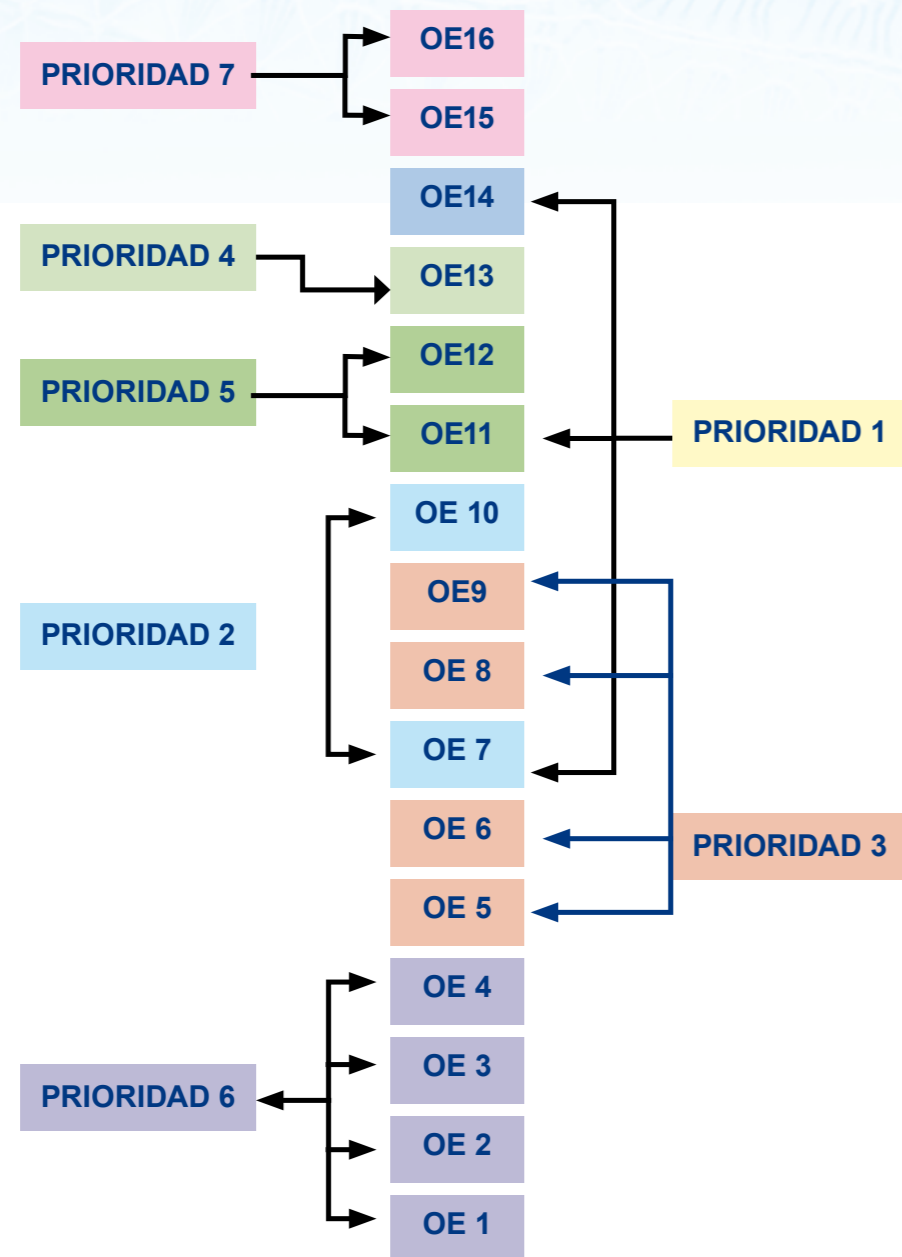 PRIORIDAD 7
OE16
OE15
OE14
PRIORIDAD 4
OE13
OE12
PRIORIDAD 5
OE11
PRIORIDAD 1
OE 10
OE9
PRIORIDAD 2
OE 8
OE 7
OE 6
PRIORIDAD 3
OE 5
OE 4
OE 3
PRIORIDAD 6
OE 2
OE 1